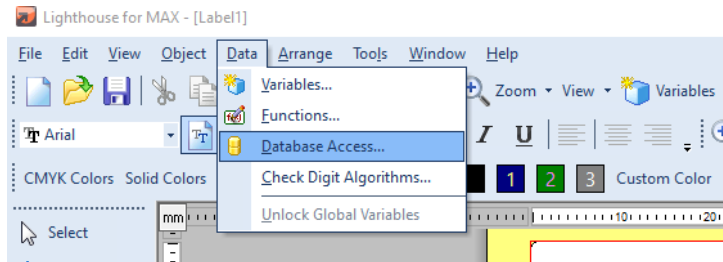 Lighthouse for MAX - [Label1]
File Edit View Object Data Arrange Tools Window Help
Variables...
Zoom View Variables
Functions...
Arial I U
Database Access...
CMYK Colors Solid Colors 1 2 3 Custom Color
Check Digit Algorithms...
mm 10 20
Unlock Global Variables
Select